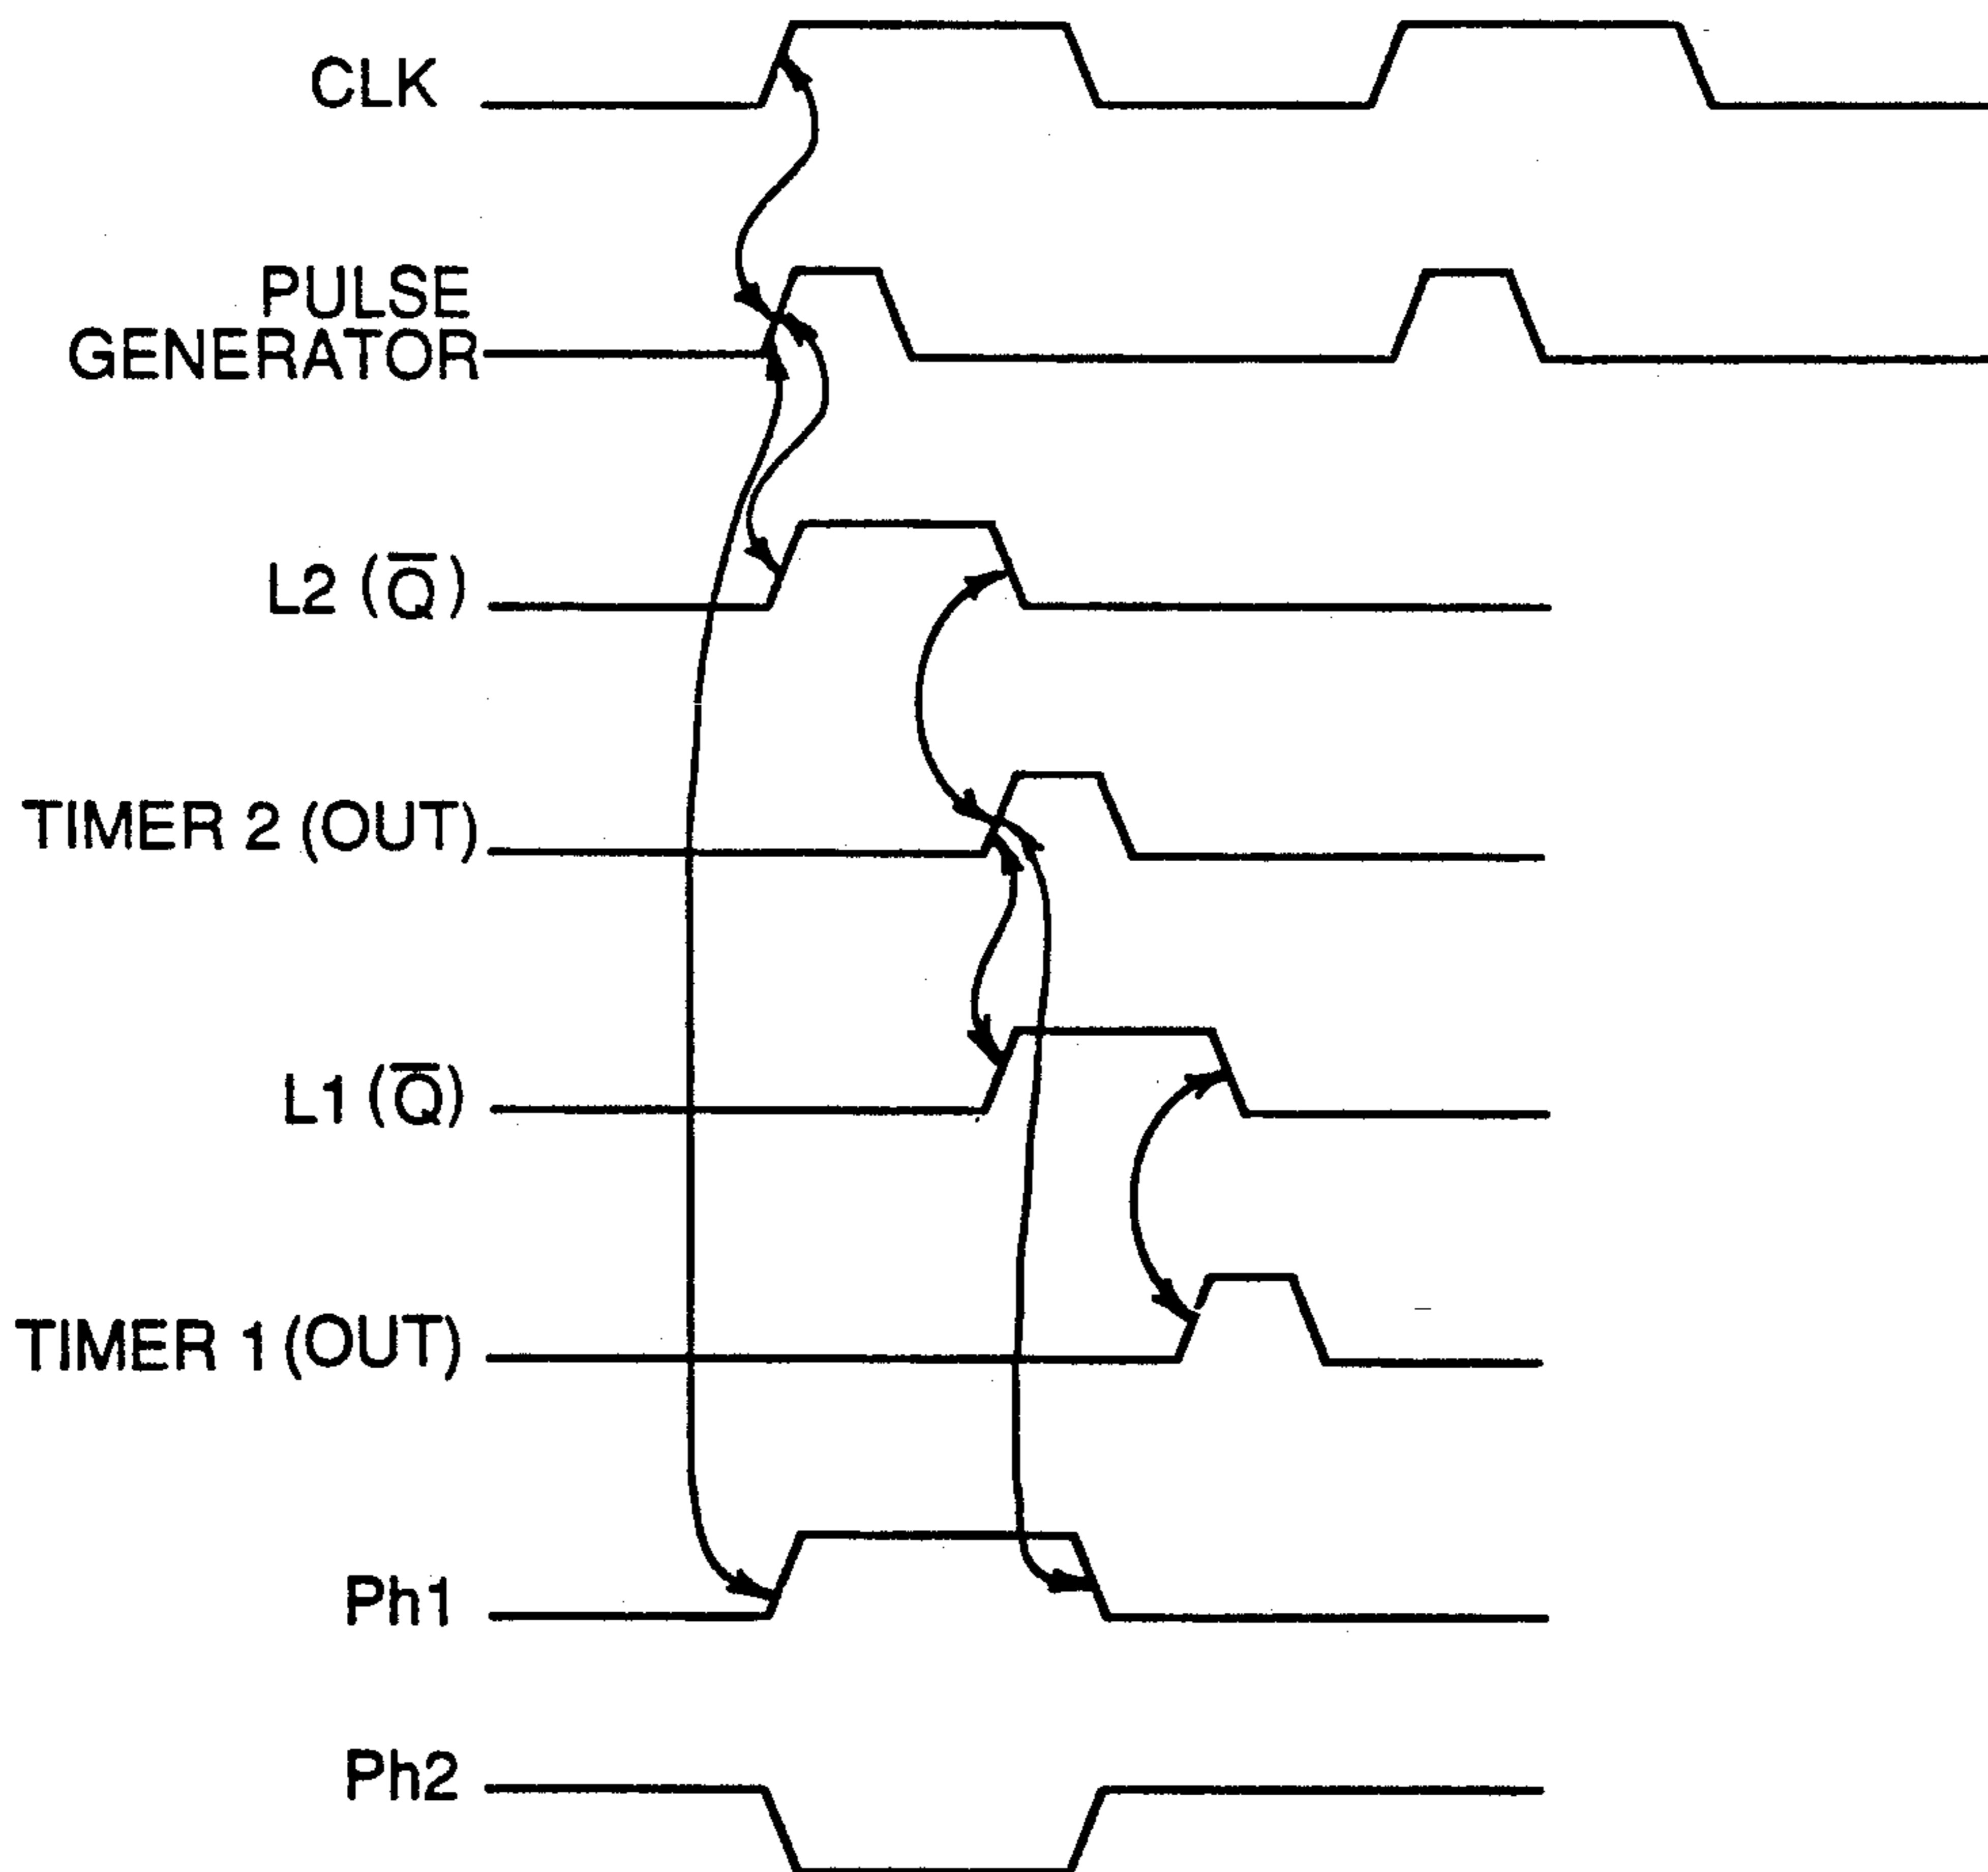 CLK
PULSE
GENERATOR
L2 (Q̅)
TIMER 2 (OUT)
L1 (Q̅)
TIMER 1 (OUT)
Ph1
Ph2